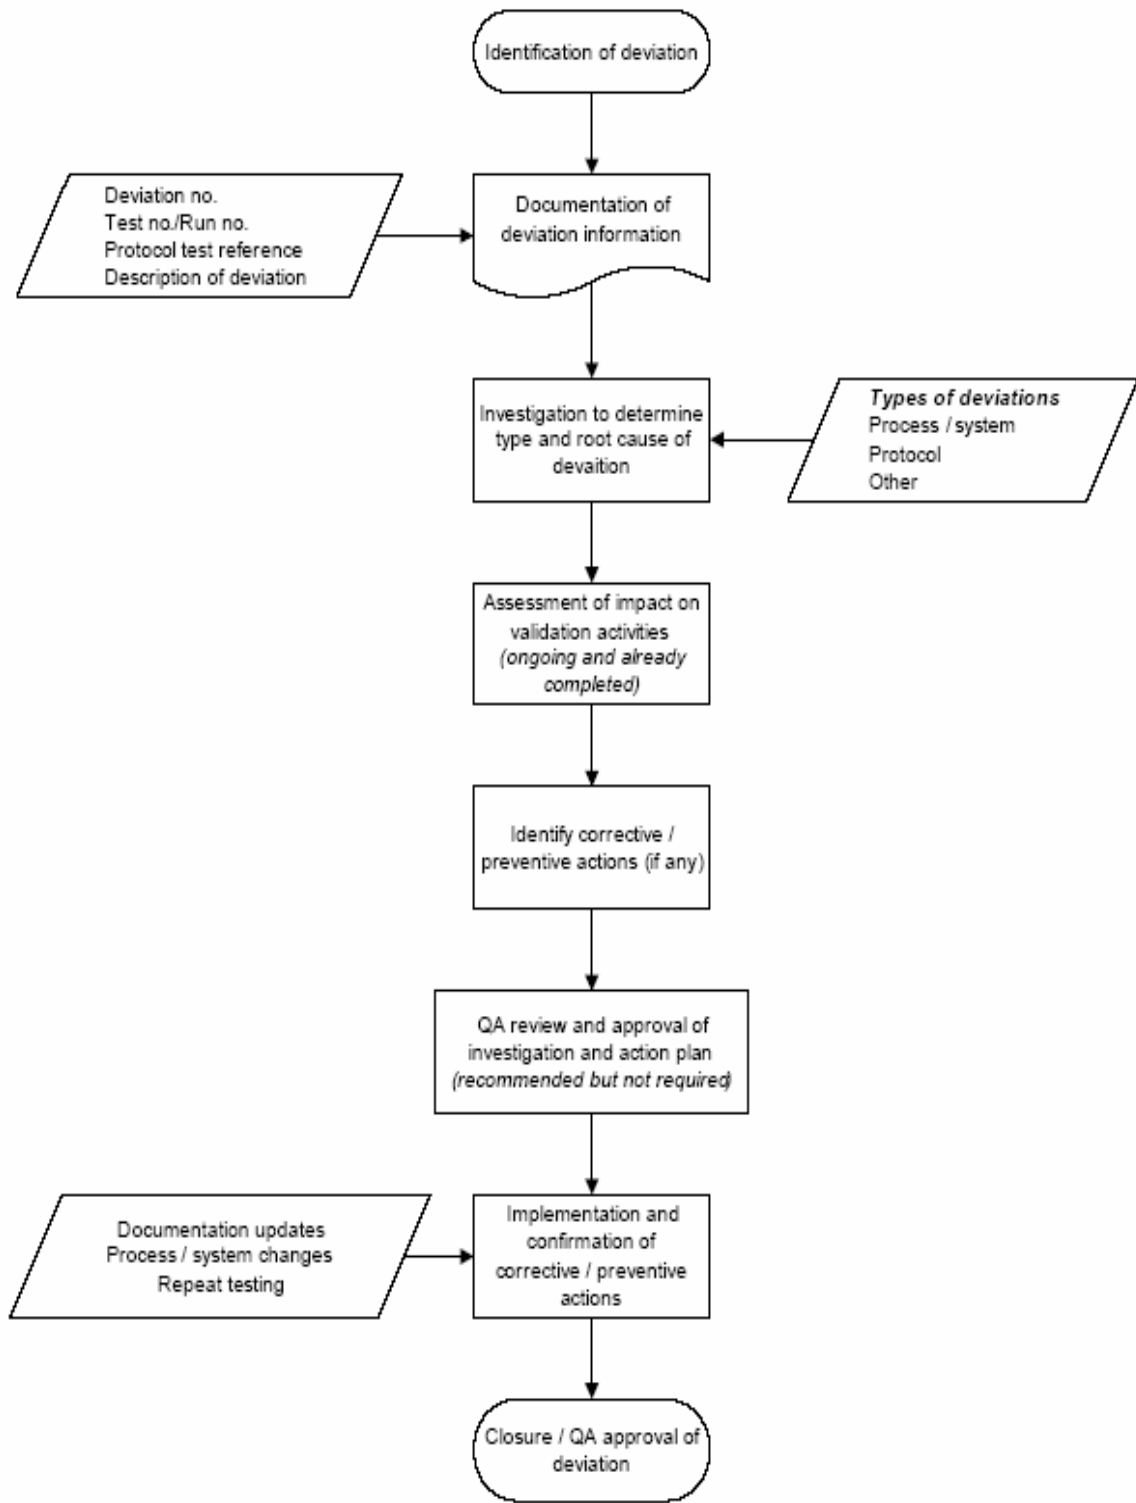 Identification of deviation
Deviation no.
Test no./Run no.
Protocol test reference
Description of deviation
Documentation of
deviation information
Investigation to determine
type and root cause of
devaition
Types of deviations
Process / system
Protocol
Other
Assessment of impact on
validation activities
(ongoing and already
completed)
Identify corrective /
preventive actions (if any)
QA review and approval of
investigation and action plan
(recommended but not required)
Documentation updates
Process / system changes
Repeat testing
Implementation and
confirmation of
corrective / preventive
actions
Closure / QA approval of
deviation